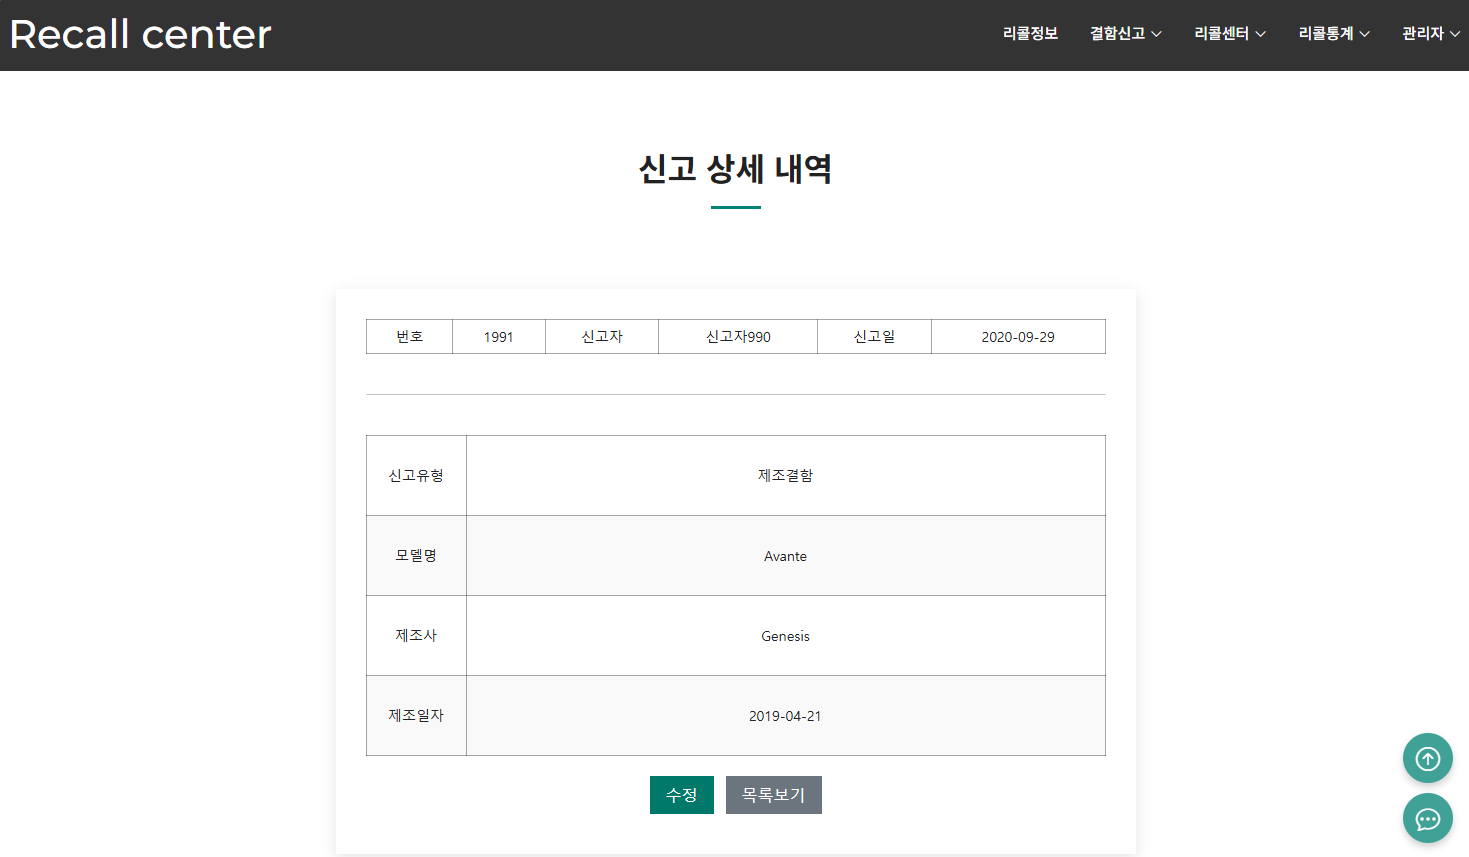 Recall center
리콜정보 결함신고 리콜센터 리콜통계 관리자
신고 상세 내역
번호 1991 신고자 신고자990 신고일 2020-09-29
신고유형 제조결함
모델명 Avante
제조사 Genesis
제조일자 2019-04-21
수정 목록보기